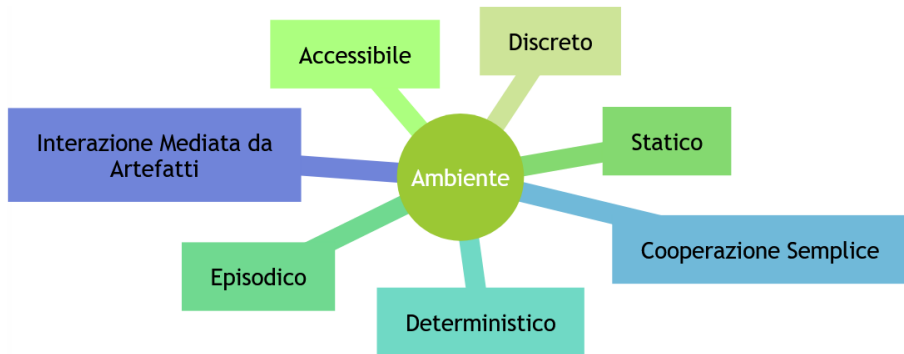 Accessibile
Discreto
Interazione Mediata da
Artefatti
Statico
Ambiente
Cooperazione Semplice
Episodico
Deterministico